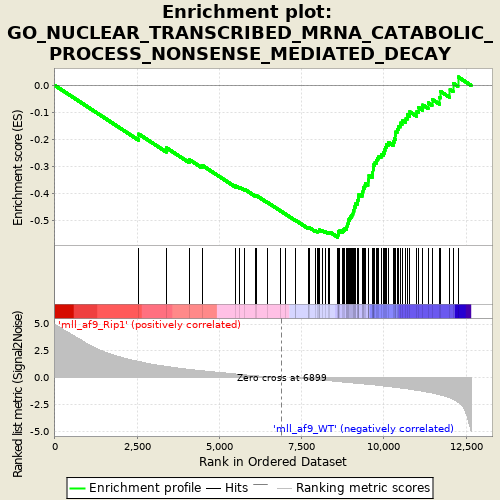 Enrichment plot:
GO_NUCLEAR_TRANSCRIBED_MRNA_CATABOLIC_
PROCESS_NONSENSE_MEDIATED_DECAY
Enrichment score (ES)
0.0
-0.1
-0.2
-0.3
-0.4
-0.5
Ranked list metric (Signal2Noise)
5.0
2.5
0.0
-2.5
-5.0
'mll_af9_Rip1' (positively correlated)
Zero cross at 6899
'mll_af9_WT' (negatively correlated)
0
2,500
5,000
7,500
10,000
12,500
Rank in Ordered Dataset
Enrichment profile
Hits
Ranking metric scores